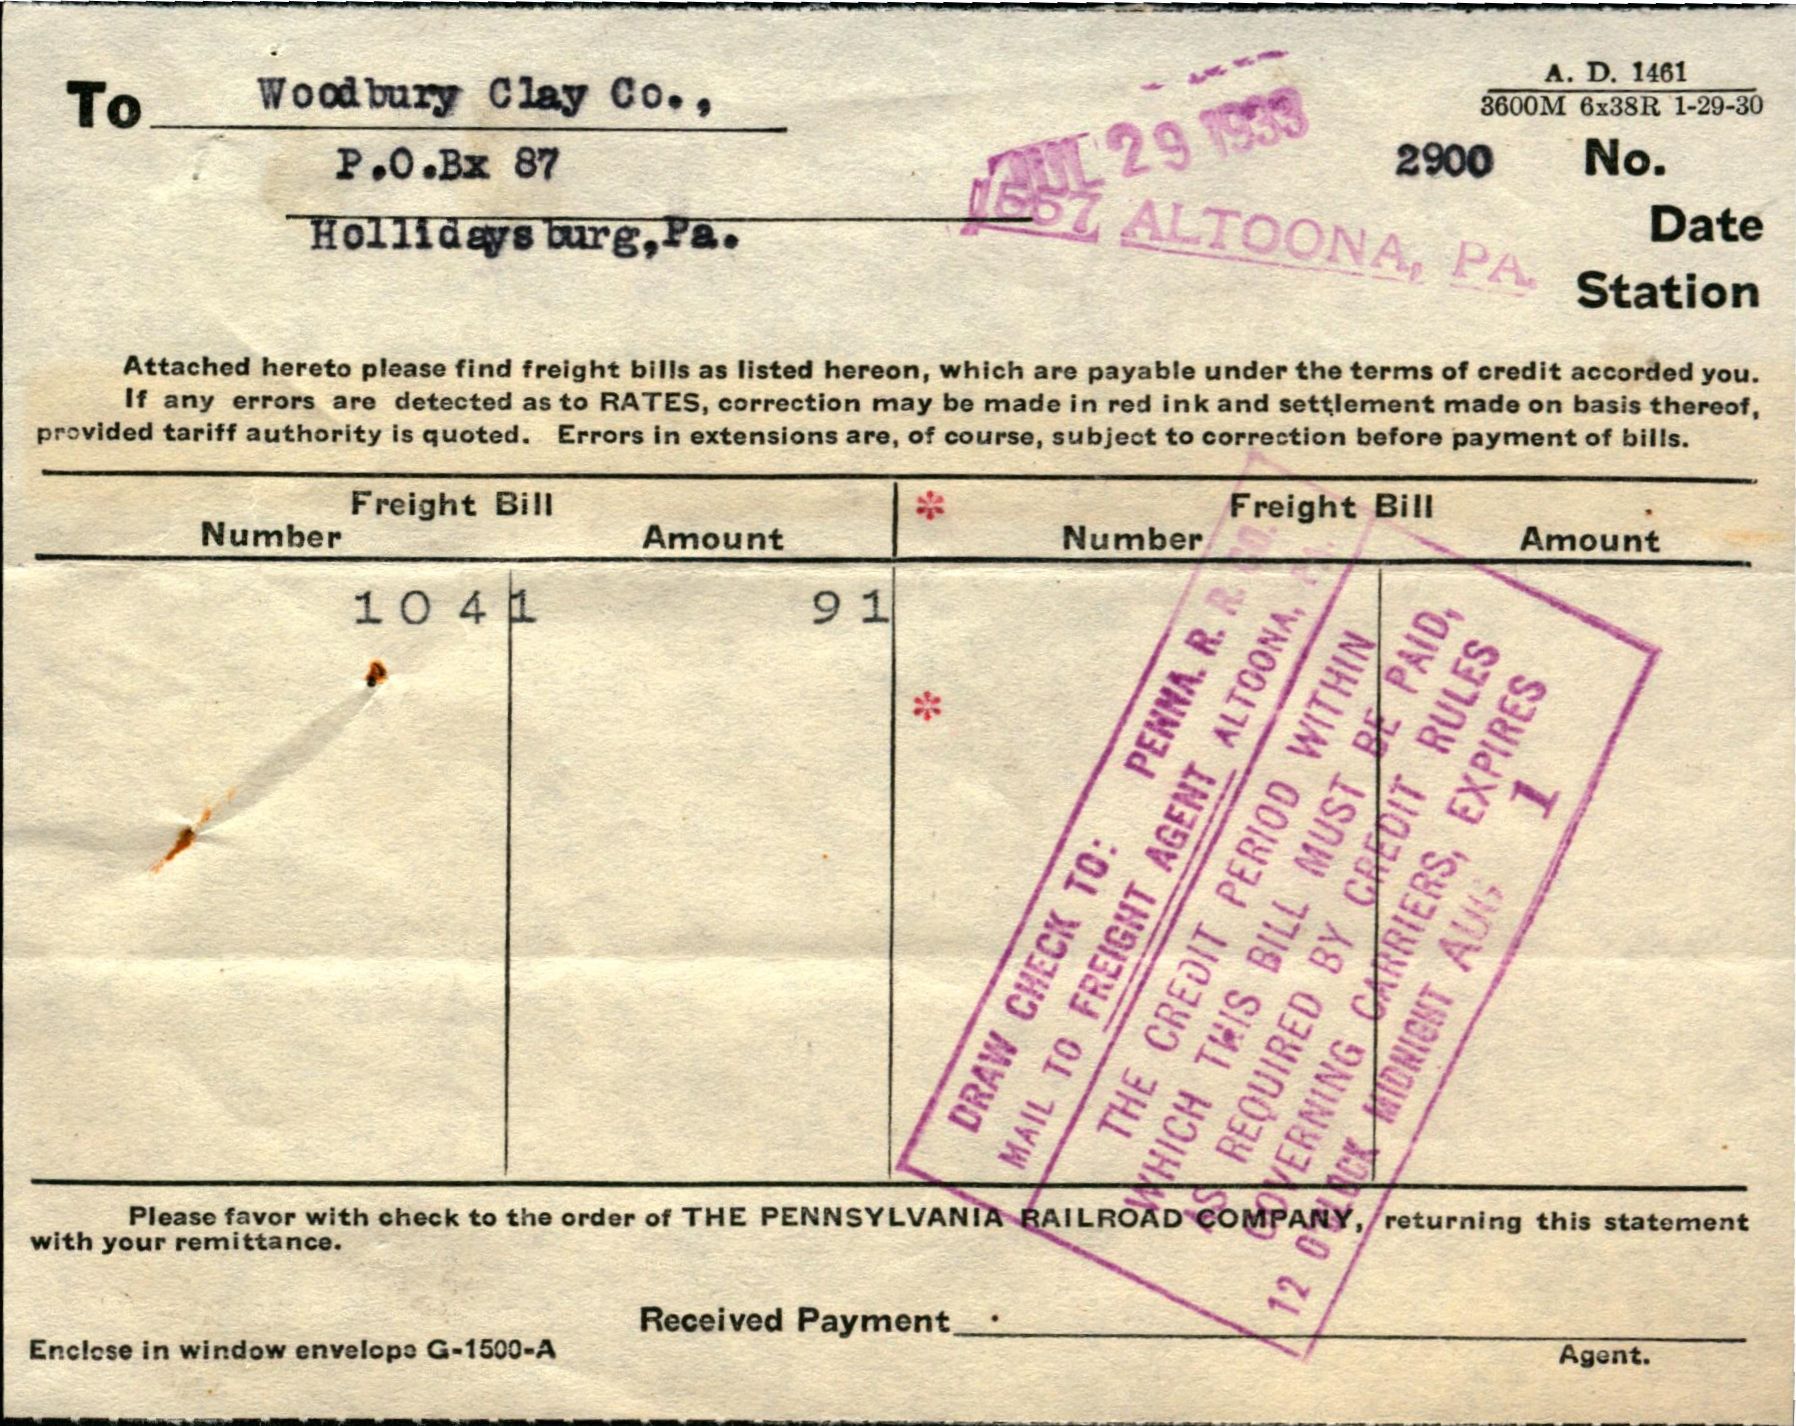 A. D. 1461
3600M 6x38R 1-29-30
To Woodbury Clay Co.,
P.O.Bx 87
Hollidaysburg,Pa.
JUL 29 1933
1557 ALTOONA, PA.
2900 No.
Date
Station
Attached hereto please find freight bills as listed hereon, which are payable under the terms of credit accorded you.
If any errors are detected as to RATES, correction may be made in red ink and settlement made on basis thereof,
provided tariff authority is quoted. Errors in extensions are, of course, subject to correction before payment of bills.
Freight Bill * Freight Bill
Number Amount Number Amount
1041 91
*
DRAW CHECK TO: PENNA. R. R. CO.
MAIL TO FREIGHT AGENT ALTOONA, PA.
THE CREDIT PERIOD WITHIN
WHICH THIS BILL MUST BE PAID,
AS REQUIRED BY CREDIT RULES
GOVERNING CARRIERS, EXPIRES
12 O'CLOCK MIDNIGHT AUG 1
Please favor with check to the order of THE PENNSYLVANIA RAILROAD COMPANY, returning this statement
with your remittance.
Received Payment
Enclose in window envelope G-1500-A
Agent.